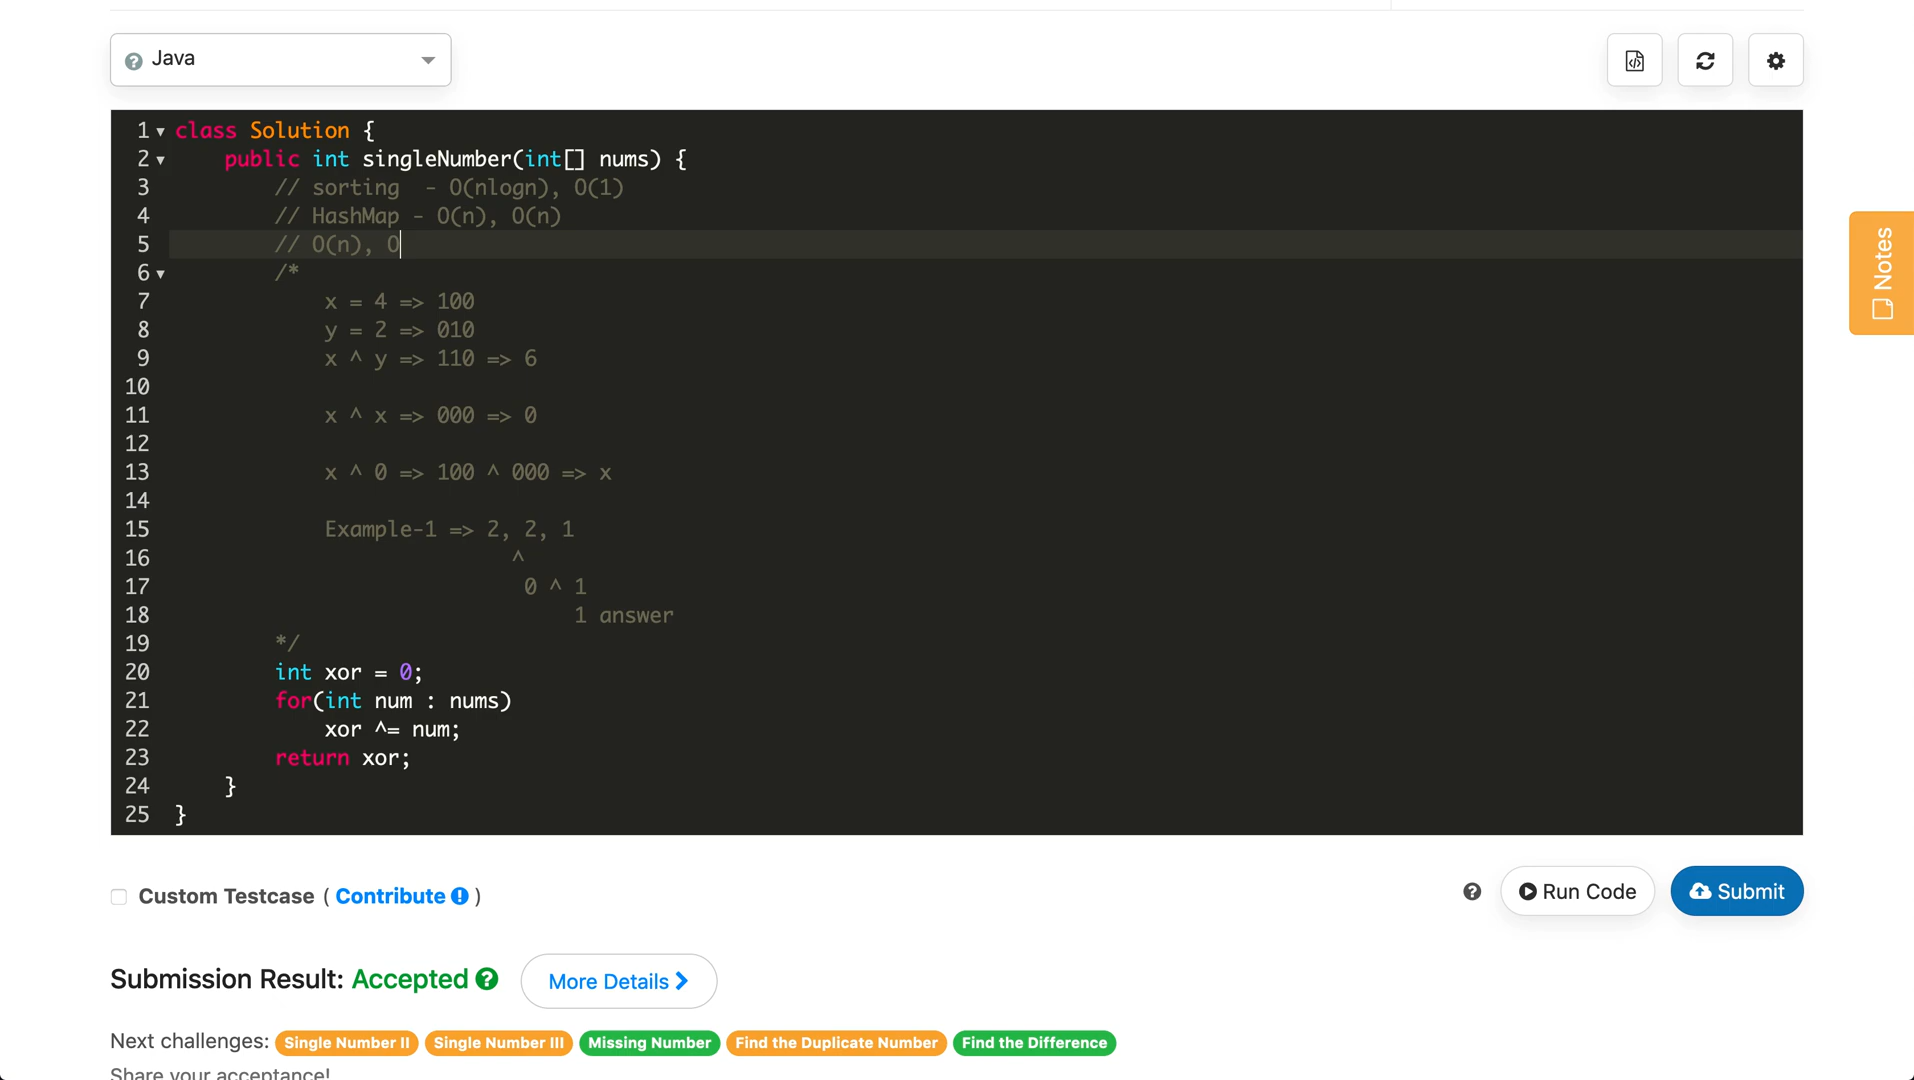 Java
1 class Solution {
2 public int singleNumber(int[] nums) {
3 // sorting  - O(nlogn), O(1)
4 // HashMap - O(n), O(n)
5 // O(n), O
6 /*
7 x = 4 => 100
8 y = 2 => 010
9 x ^ y => 110 => 6
10
11 x ^ x => 000 => 0
12
13 x ^ 0 => 100 ^ 000 => x
14
15 Example-1 => 2, 2, 1
16 ^
17 0 ^ 1
18 1 answer
19 */
20 int xor = 0;
21 for(int num : nums)
22 xor ^= num;
23 return xor;
24 }
25 }
Notes
Custom Testcase ( Contribute )
Run Code
Submit
Submission Result: Accepted
More Details
Next challenges: Single Number II Single Number III Missing Number Find the Duplicate Number Find the Difference
Share your acceptance!